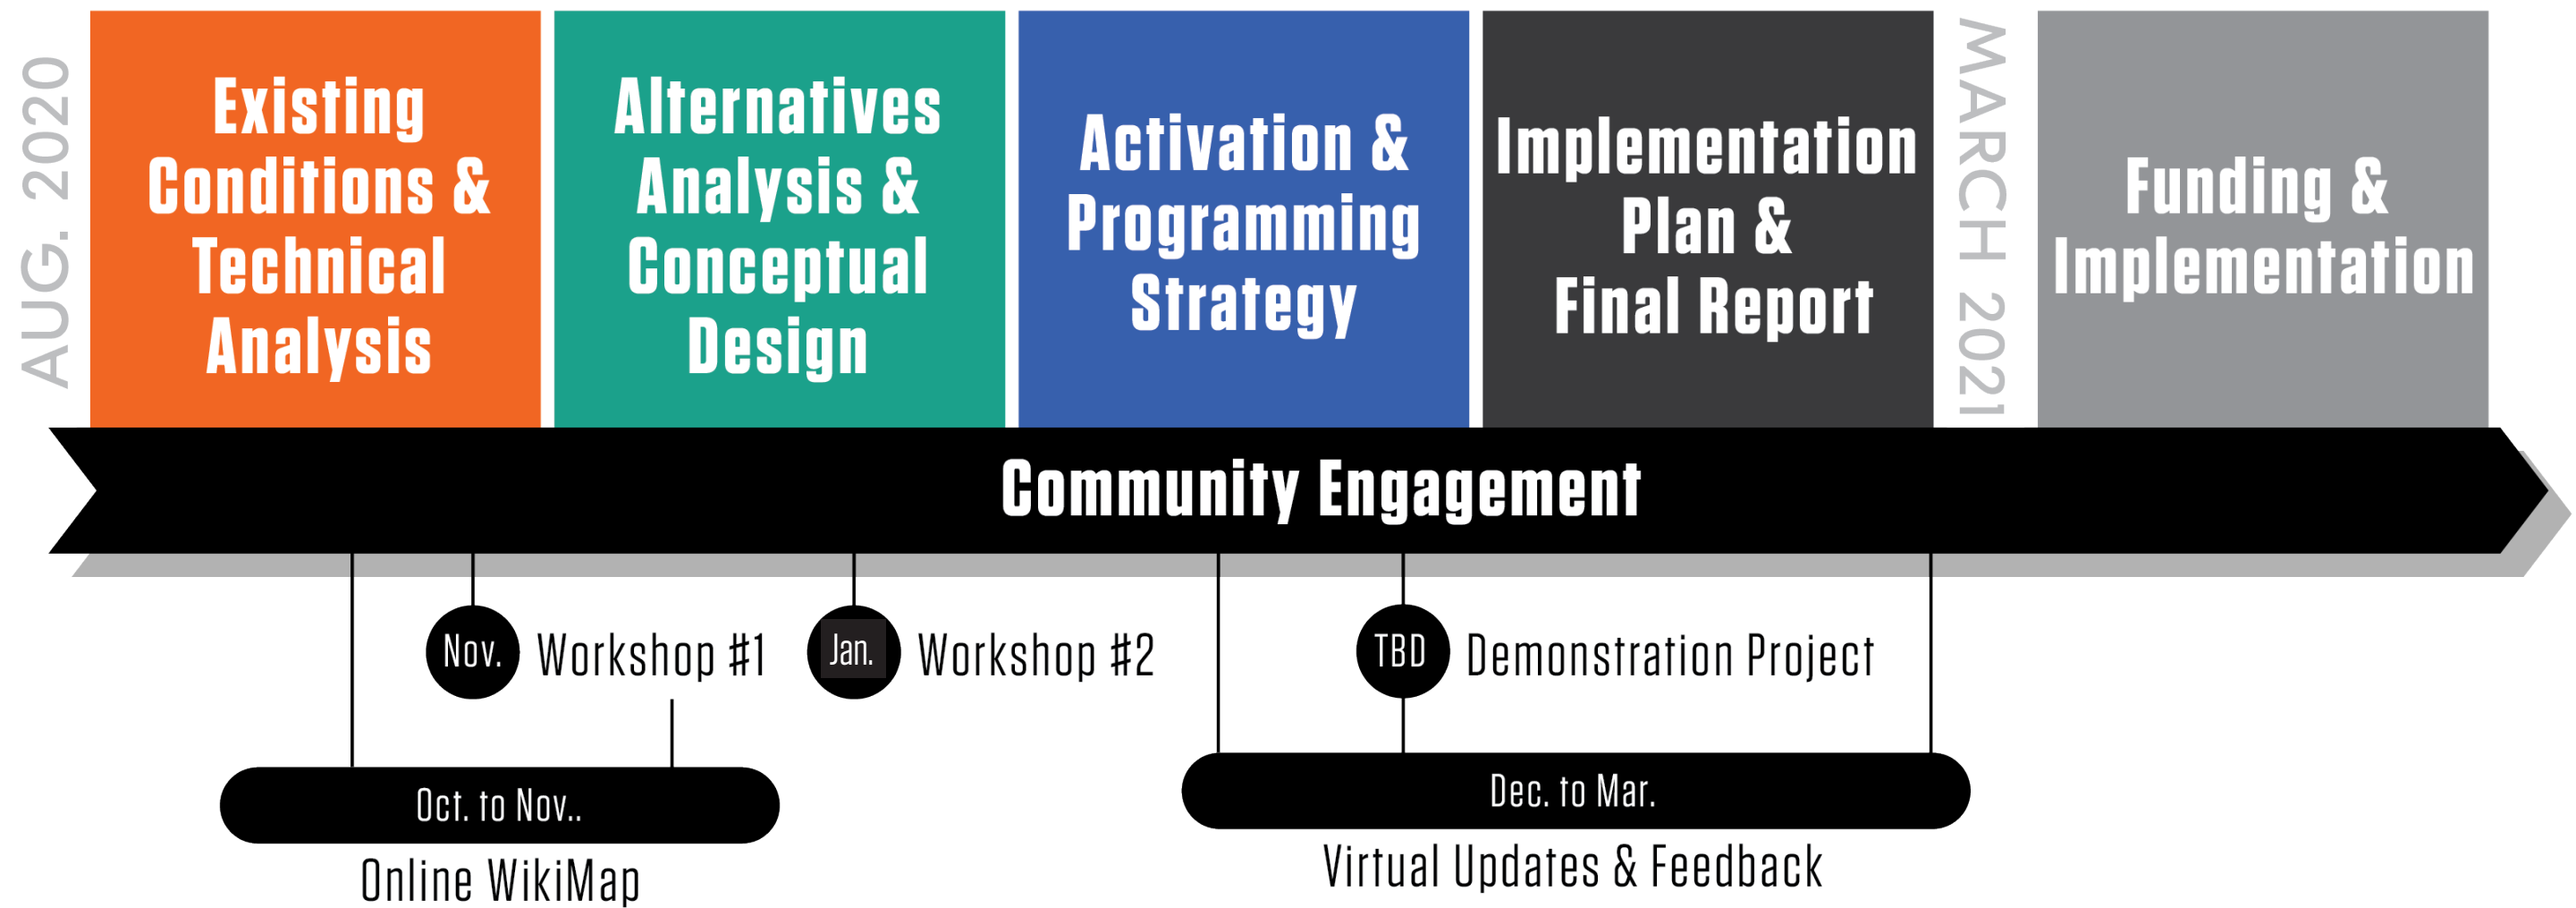 AUG. 2020
Existing
Conditions &
Technical
Analysis
Alternatives
Analysis &
Conceptual
Design
Activation &
Programming
Strategy
Implementation
Plan &
Final Report
MARCH 2021
Funding &
Implementation
Community Engagement
Nov.
Workshop #1
Jan.
Workshop #2
TBD
Demonstration Project
Oct. to Nov..
Online WikiMap
Dec. to Mar.
Virtual Updates & Feedback